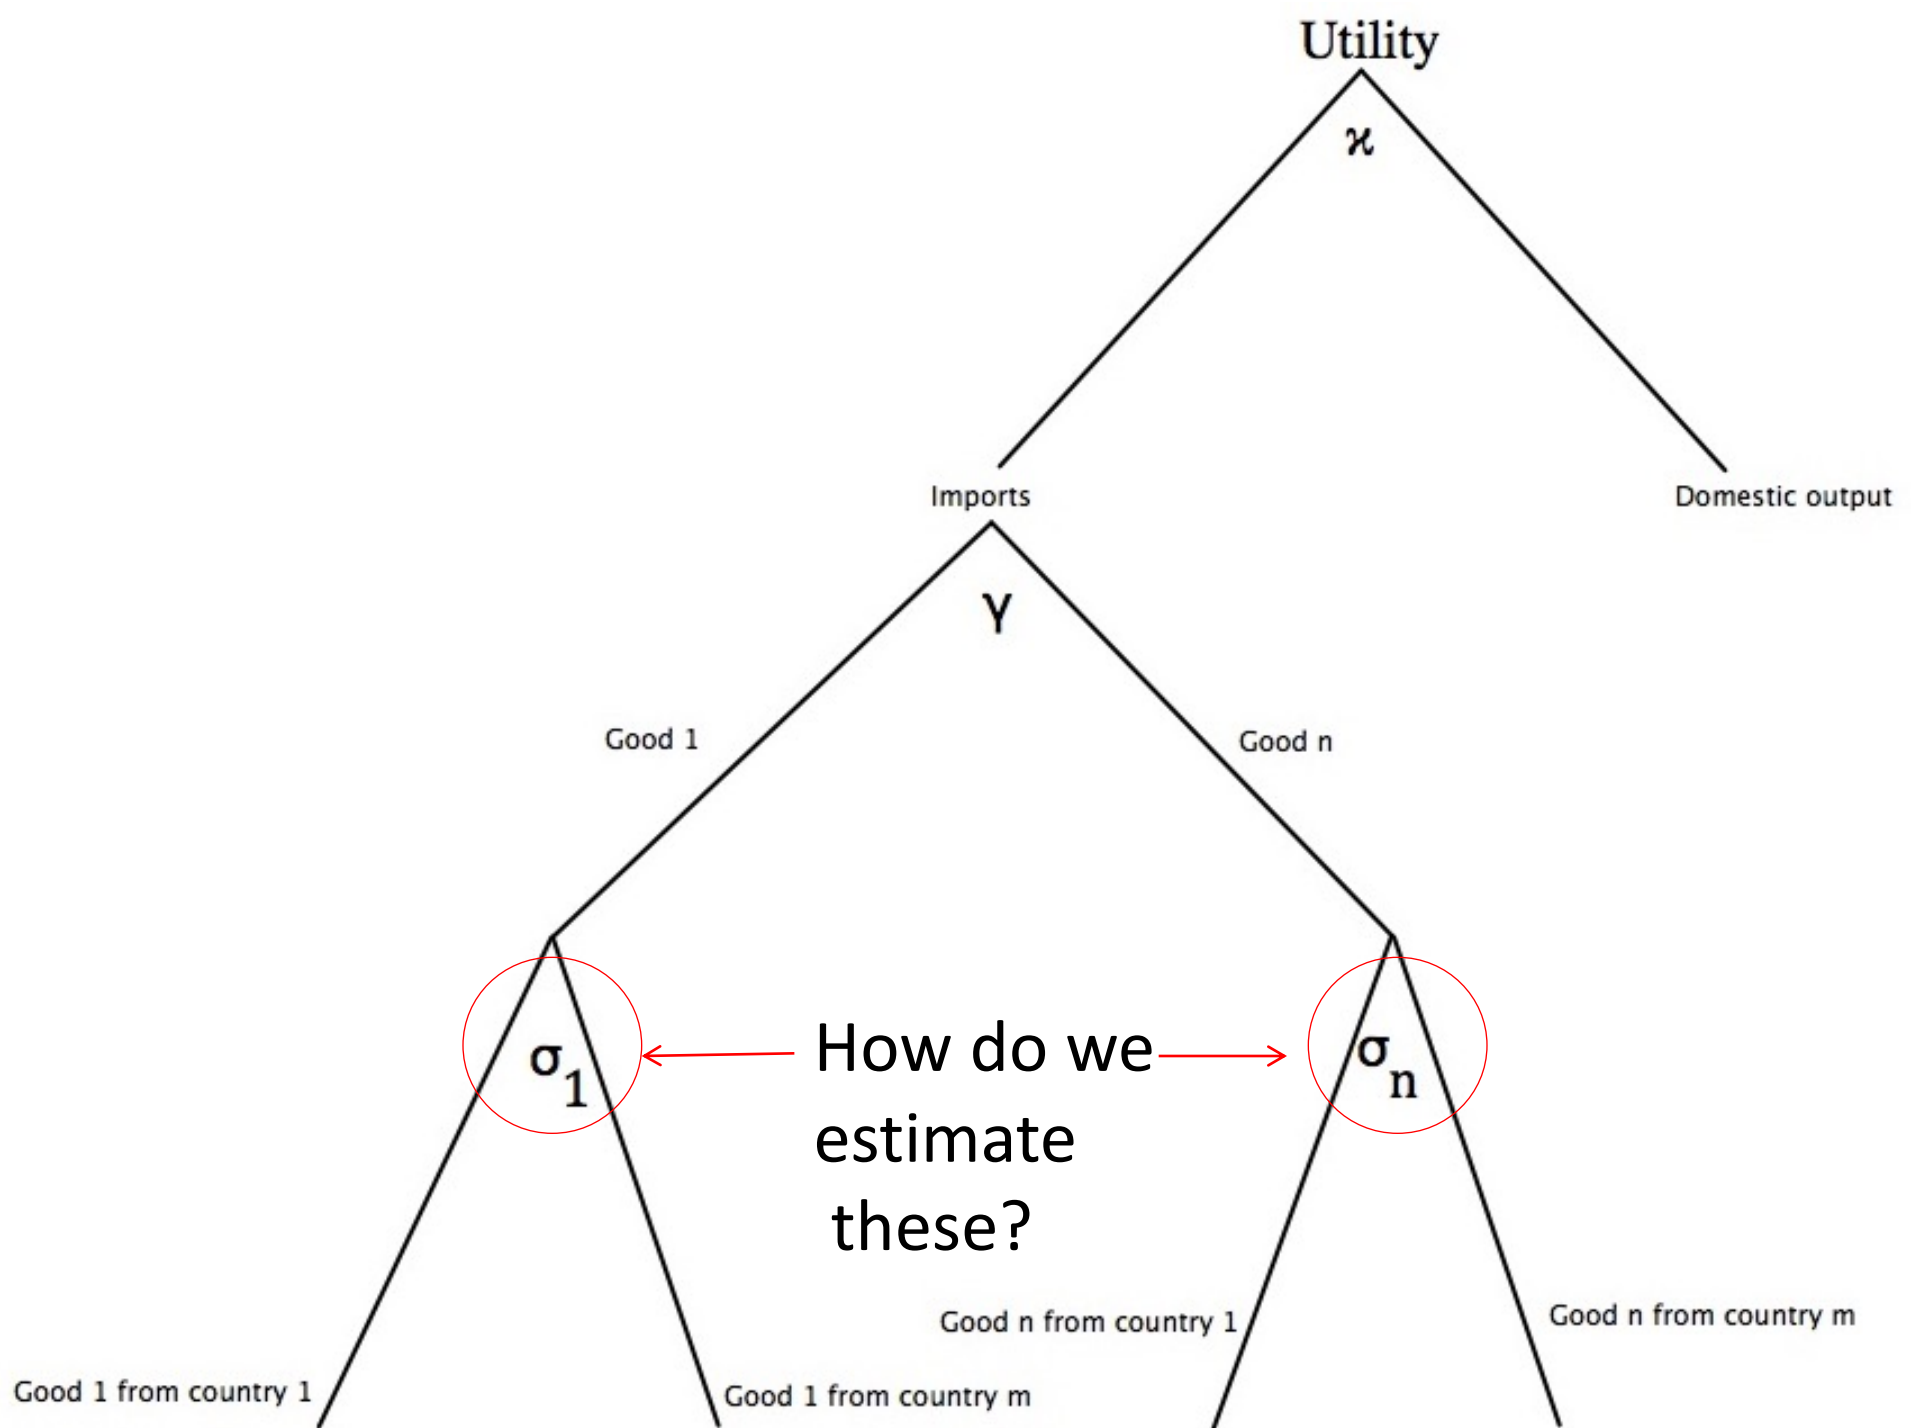 Utility
ϰ
Imports
Domestic output
γ
Good 1
Good n
σ1
How do we
estimate
these?
σn
Good n from country 1
Good n from country m
Good 1 from country 1
Good 1 from country m